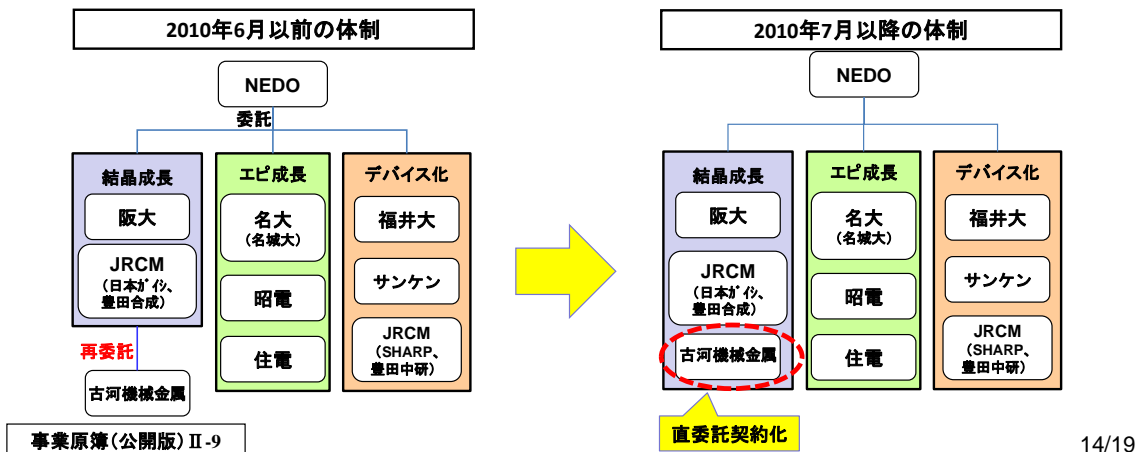 2010年6月以前の体制
NEDO
委託
結晶成長
阪大
JRCM
(日本ガイシ、
豊田合成)
再委託
古河機械金属
エピ成長
名大
(名城大)
昭電
住電
デバイス化
福井大
サンケン
JRCM
(SHARP、
豊田中研)
2010年7月以降の体制
NEDO
結晶成長
阪大
JRCM
(日本ガイシ、
豊田合成)
古河機械金属
直委託契約化
エピ成長
名大
(名城大)
昭電
住電
デバイス化
福井大
サンケン
JRCM
(SHARP、
豊田中研)
事業原簿(公開版)Ⅱ-9
14/19